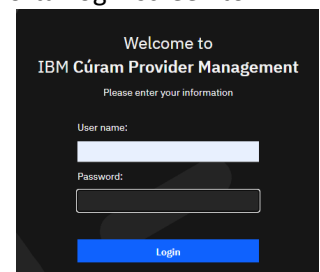 Welcome to
IBM Cúram Provider Management
Please enter your information
User name:
Password:
Login